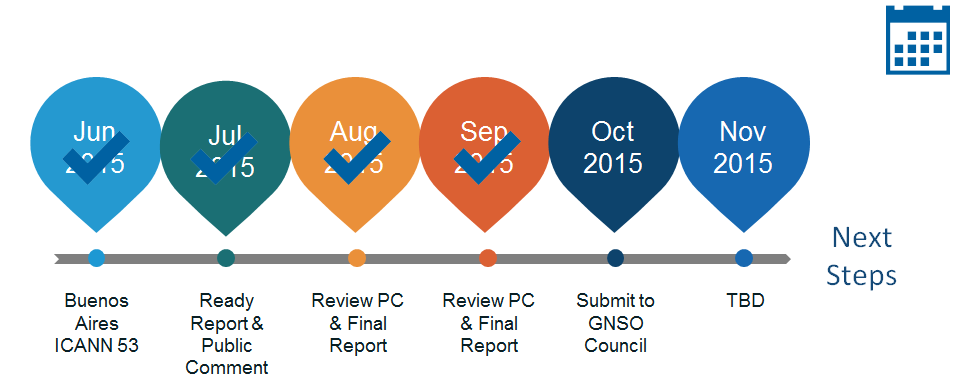 Jun
2015
Jul
2015
Aug
2015
Sep
2015
Oct
2015
Nov
2015
Next
Steps
Buenos
Aires
ICANN 53
Ready
Report &
Public
Comment
Review PC
& Final
Report
Review PC
& Final
Report
Submit to
GNSO
Council
TBD